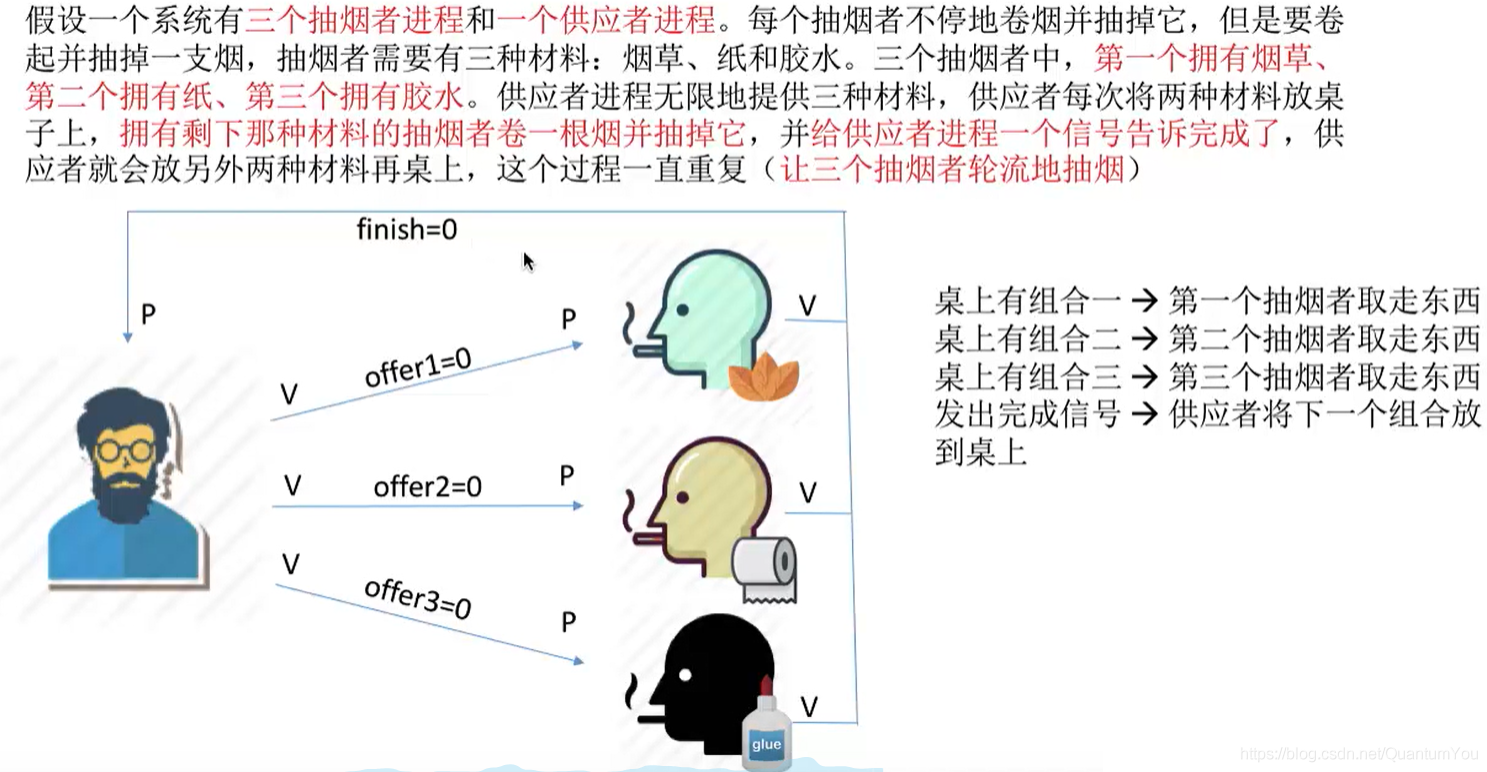 假设一个系统有三个抽烟者进程和一个供应者进程。每个抽烟者不停地卷烟并抽掉它，但是要卷
起并抽掉一支烟，抽烟者需要有三种材料：烟草、纸和胶水。三个抽烟者中，第一个拥有烟草、
第二个拥有纸、第三个拥有胶水。供应者进程无限地提供三种材料，供应者每次将两种材料放桌
子上，拥有剩下那种材料的抽烟者卷一根烟并抽掉它，并给供应者进程一个信号告诉完成了，供
应者就会放另外两种材料再桌上，这个过程一直重复（让三个抽烟者轮流地抽烟）
finish=0
P
V
offer1=0
P
V
V
offer2=0
P
V
V
offer3=0
P
V
glue
桌上有组合一 → 第一个抽烟者取走东西
桌上有组合二 → 第二个抽烟者取走东西
桌上有组合三 → 第三个抽烟者取走东西
发出完成信号 → 供应者将下一个组合放
到桌上
https://blog.csdn.net/QuantumYou